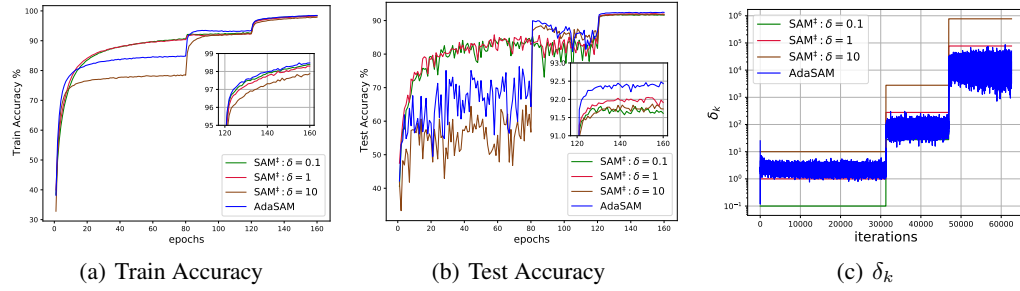 Train Accuracy %
100
90
80
70
60
50
40
30
0 20 40 60 80 100 120 140 160
epochs
99
98
97
96
95
120 140 160
SAM‡: δ = 0.1
SAM‡: δ = 1
SAM‡: δ = 10
AdaSAM
(a) Train Accuracy
Test Accuracy %
90
80
70
60
50
40
0 20 40 60 80 100 120 140 160
epochs
93.0
92.5
92.0
91.5
91.0
120 140 160
SAM‡: δ = 0.1
SAM‡: δ = 1
SAM‡: δ = 10
AdaSAM
(b) Test Accuracy
δk
10⁶
10⁵
10⁴
10³
10²
10¹
10⁰
10⁻¹
0 10000 20000 30000 40000 50000 60000
iterations
SAM‡: δ = 0.1
SAM‡: δ = 1
SAM‡: δ = 10
AdaSAM
(c) δk